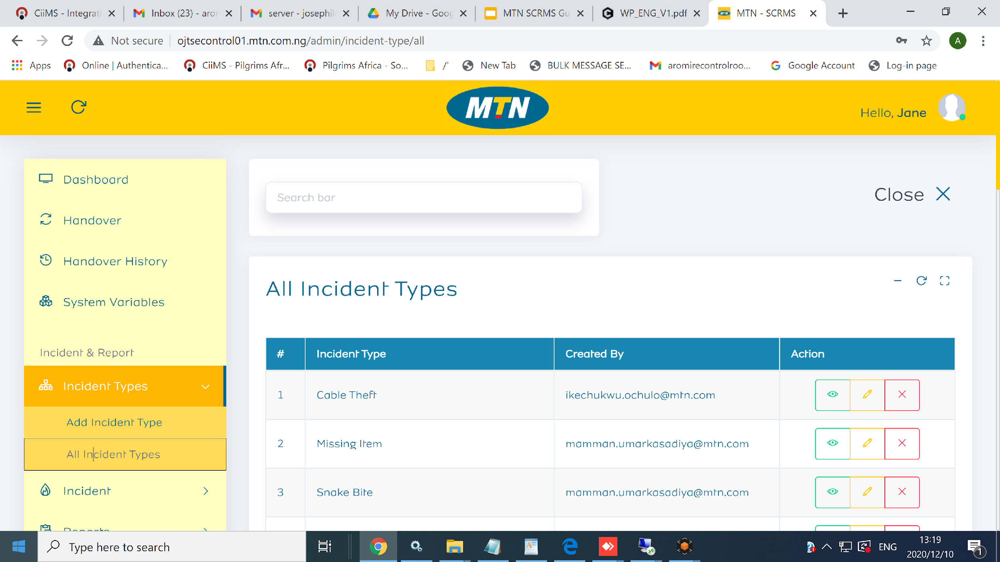 CiiMS - Integrati
Inbox (23) - aror
server - josephil
My Drive - Goog
MTN SCRMS Gu
WP_ENG_V1.pdf
MTN - SCRMS
Not secure
ojtsecontrol01.mtn.com.ng/admin/incident-type/all
A
Apps
Online | Authentica...
CiiMS - Pilgrims Afr...
Pilgrims Africa - So...
/'
New Tab
BULK MESSAGE SE...
aromirecontrolroo...
Google Account
Log-in page
MTN
Hello, Jane
Dashboard
Handover
Handover History
System Variables
Incident & Report
Incident Types
Add Incident Type
All Incident Types
Incident
Reports
Search bar
Close
All Incident Types
# Incident Type Created By Action
1 Cable Theft ikechukwu.ochulo@mtn.com
2 Missing Item mamman.umarkasadiya@mtn.com
3 Snake Bite mamman.umarkasadiya@mtn.com
Type here to search
ENG
13:19
2020/12/10
1